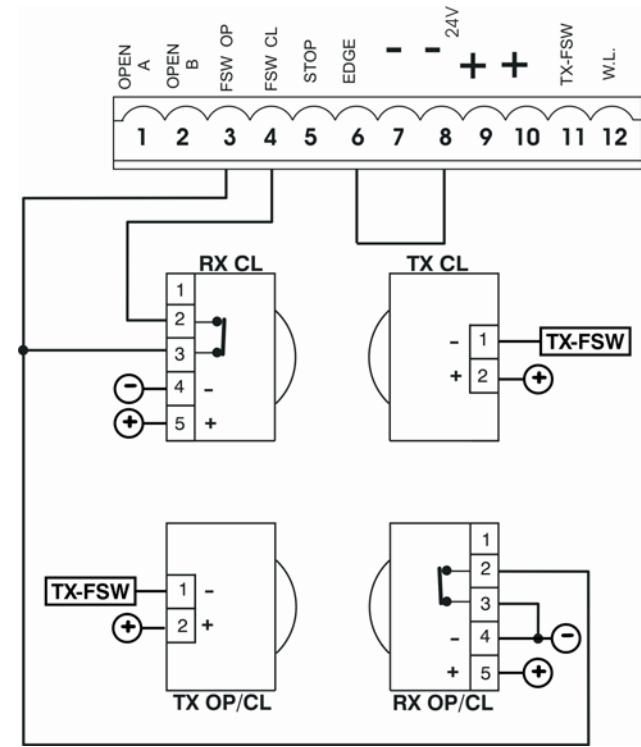 OPEN A
OPEN B
FSW OP
FSW CL
STOP
EDGE
-
-
24V
+
+
TX-FSW
W.L.
1 2 3 4 5 6 7 8 9 10 11 12
RX CL
1
2
3
- 4 -
+ 5 +
TX CL
- 1 TX-FSW
+ 2 +
TX-FSW 1 -
+ 2 +
TX OP/CL
1
2
3
- 4 -
+ 5 +
RX OP/CL